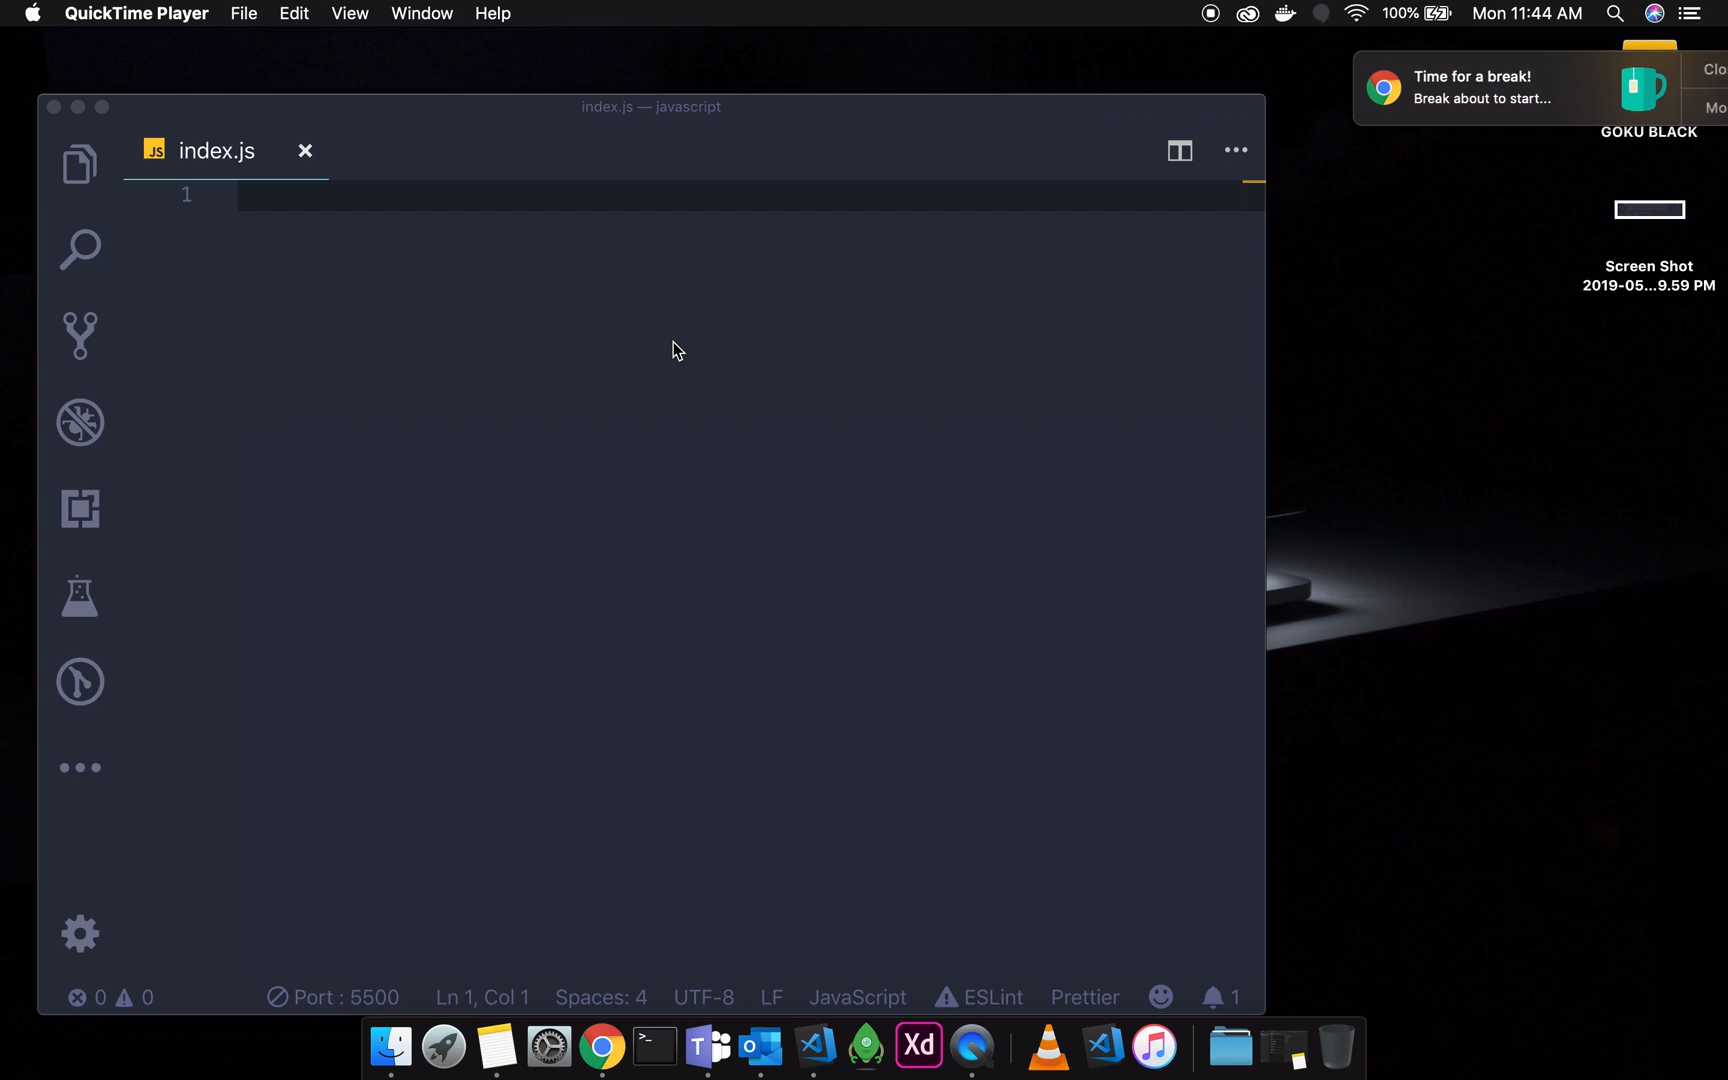 QuickTime Player File Edit View Window Help 100% Mon 11:44 AM
Time for a break!
Break about to start...
Clo
Mo
GOKU BLACK
Screen Shot
2019-05...9.59 PM
index.js — javascript
JS index.js
1
0 0 Port : 5500 Ln 1, Col 1 Spaces: 4 UTF-8 LF JavaScript ESLint Prettier 1
>_ T O Xd